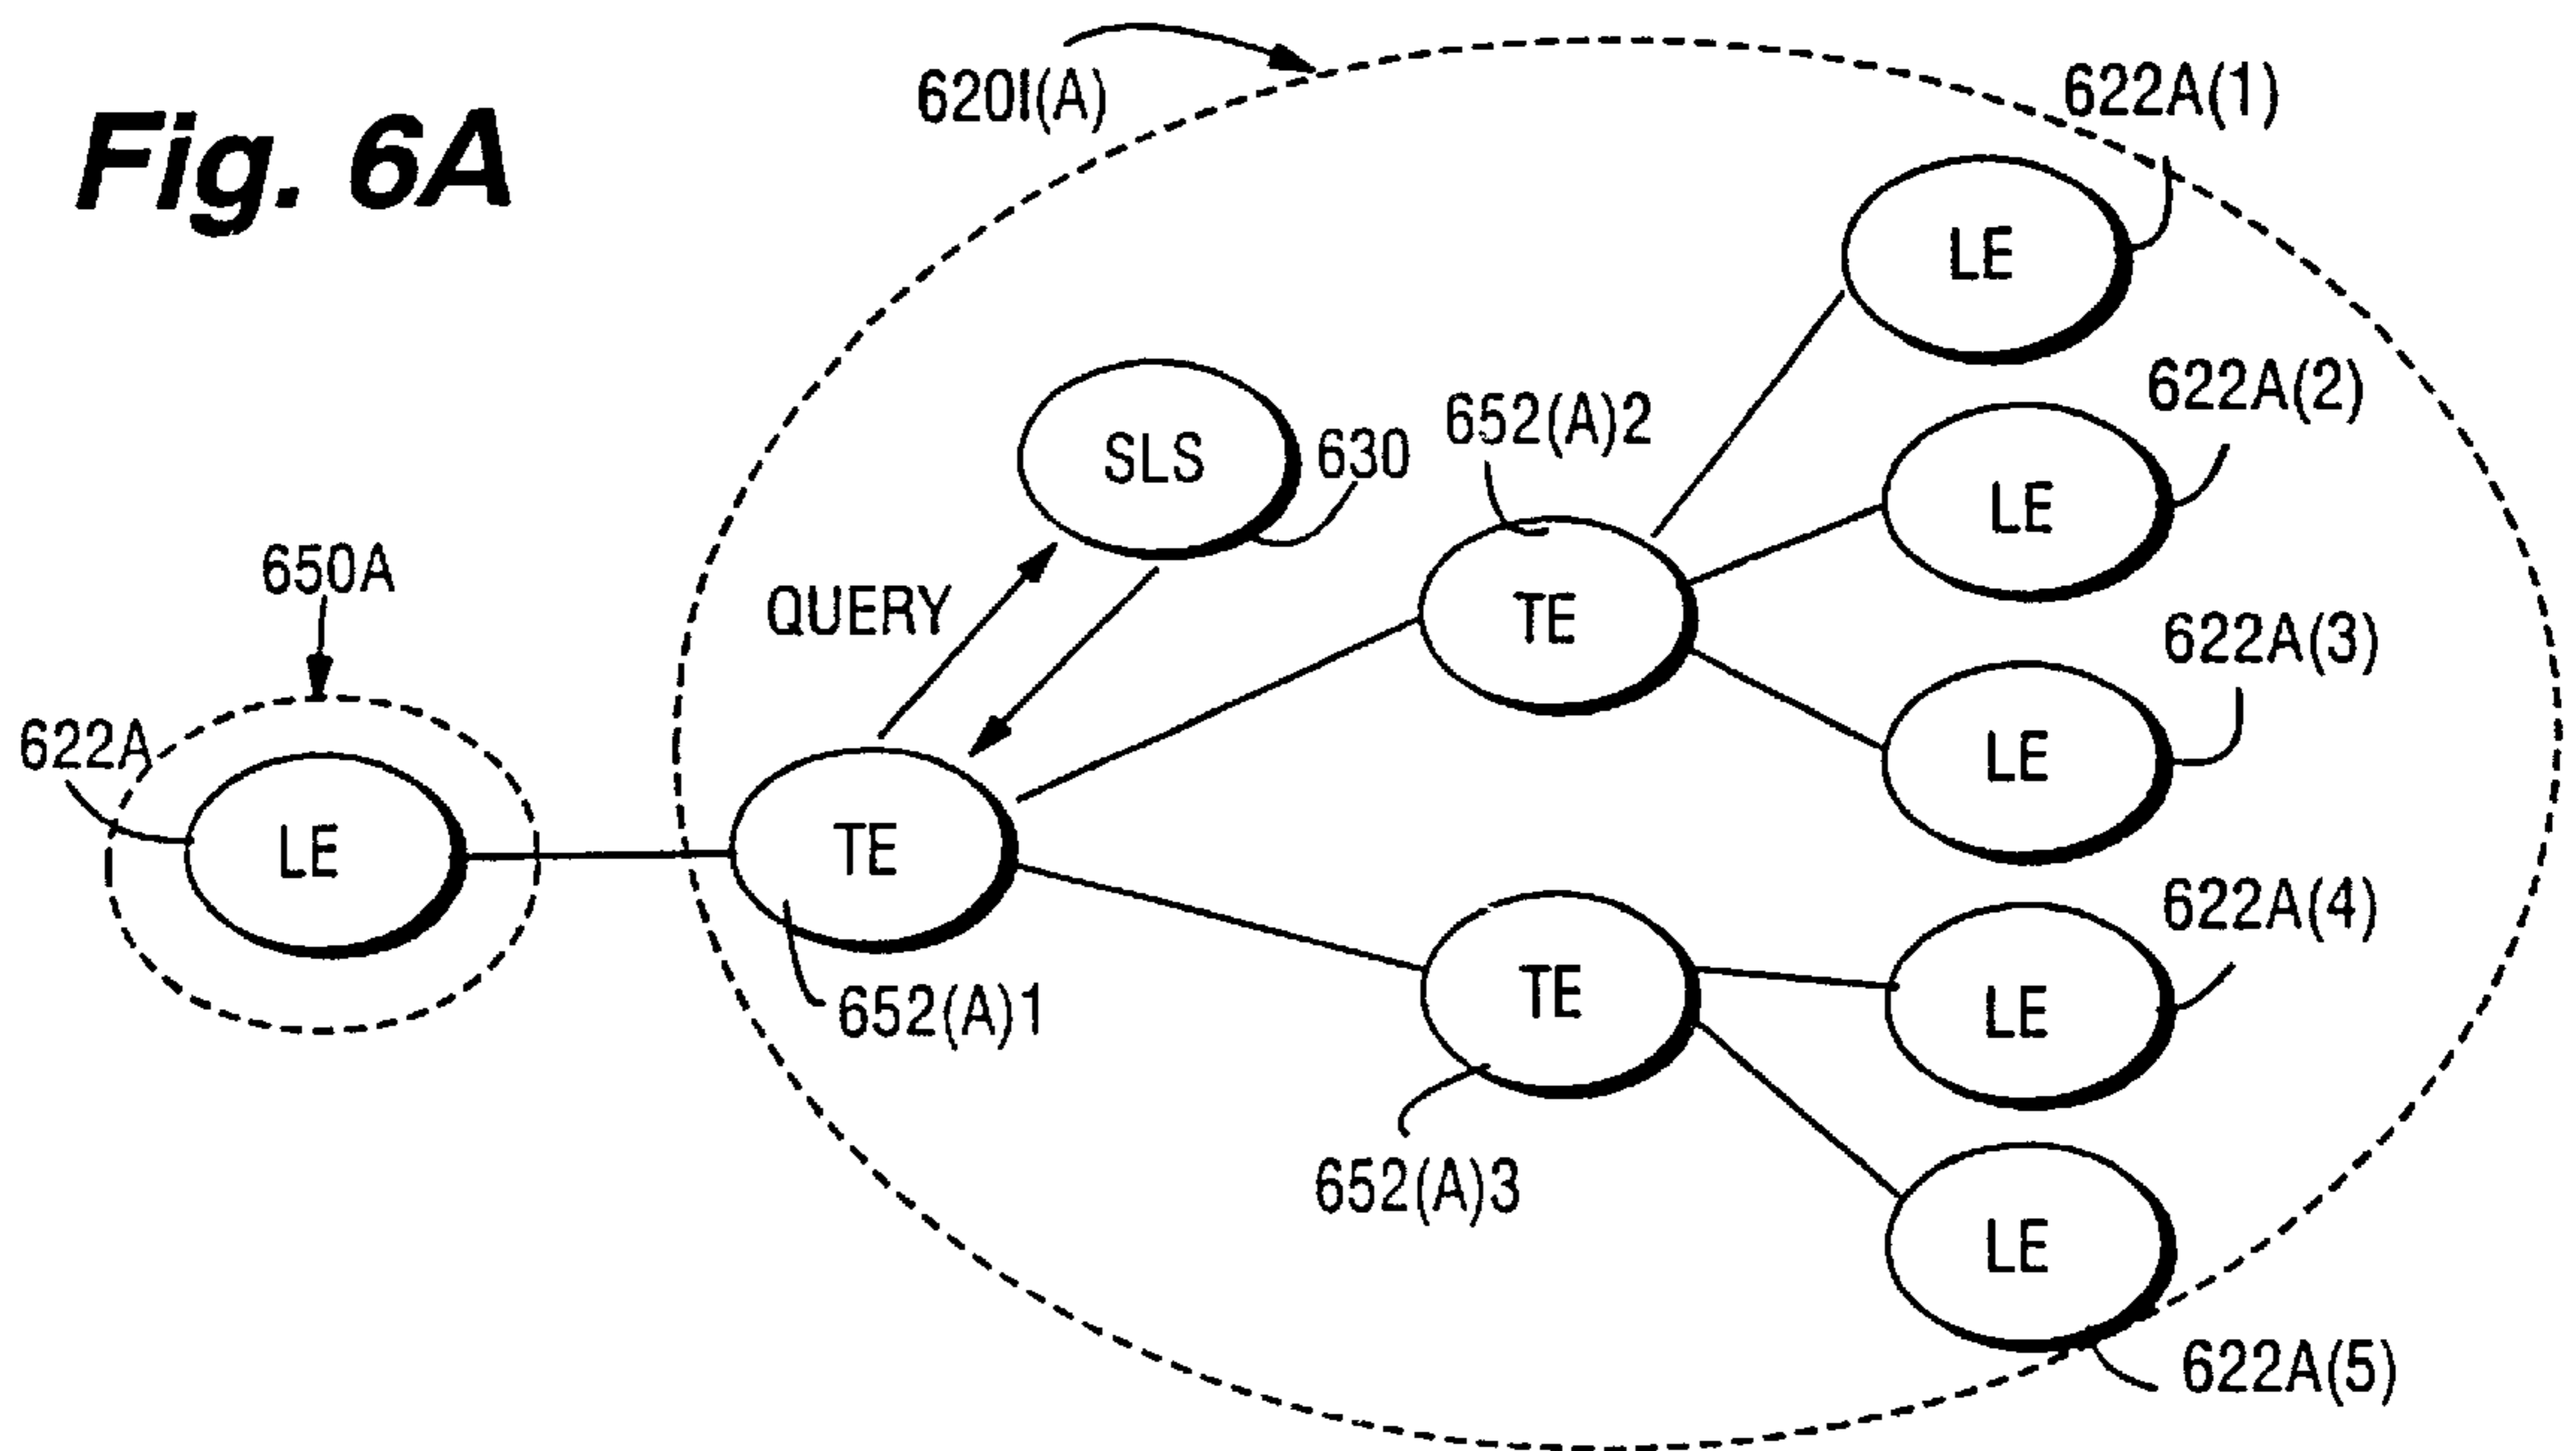 Fig. 6A
620I(A)
622A(1)
LE
622A(2)
652(A)2
SLS
630
LE
650A
QUERY
TE
622A(3)
622A
LE
LE
TE
622A(4)
652(A)1
TE
LE
652(A)3
LE
622A(5)